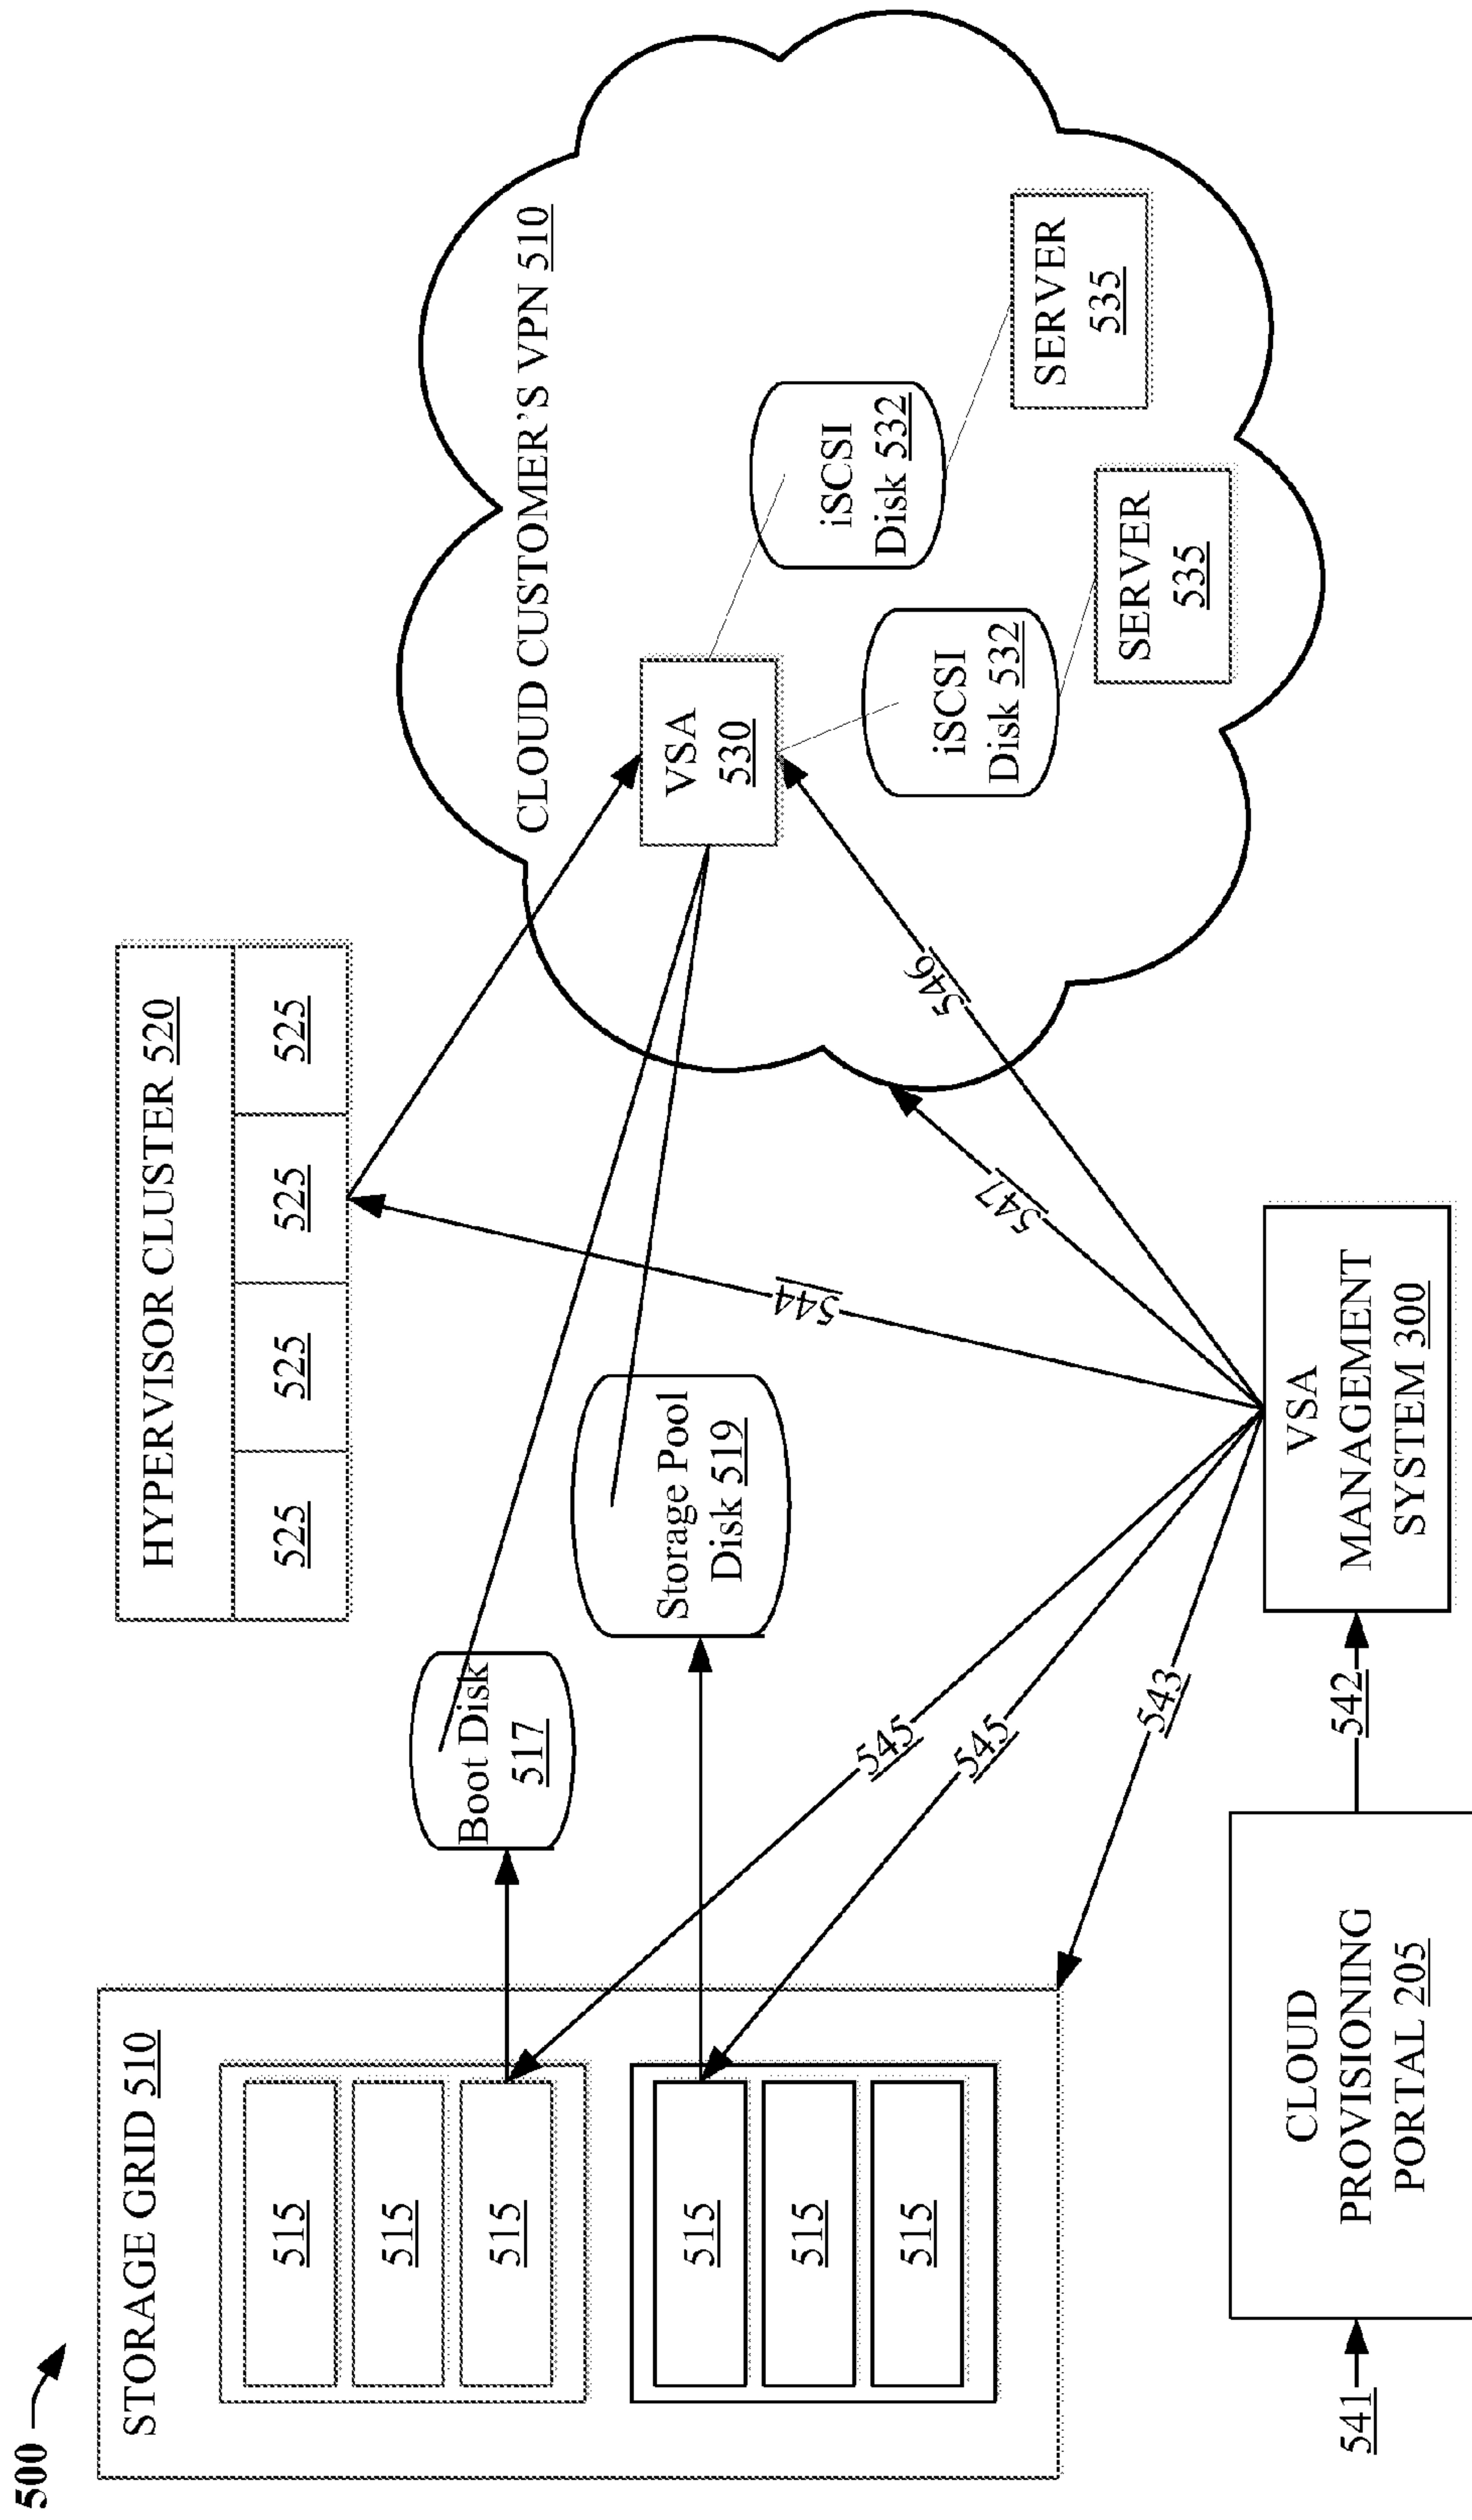 500
STORAGE GRID 510
515
515
515
515
515
515
Boot Disk
517
Storage Pool
Disk 519
HYPERVISOR CLUSTER 520
525
525
525
525
CLOUD CUSTOMER'S VPN 510
VSA
530
iSCSI
Disk 532
iSCSI
Disk 532
SERVER
535
SERVER
535
544
545
545
543
547
546
541
CLOUD
PROVISIONING
PORTAL 205
542
VSA
MANAGEMENT
SYSTEM 300